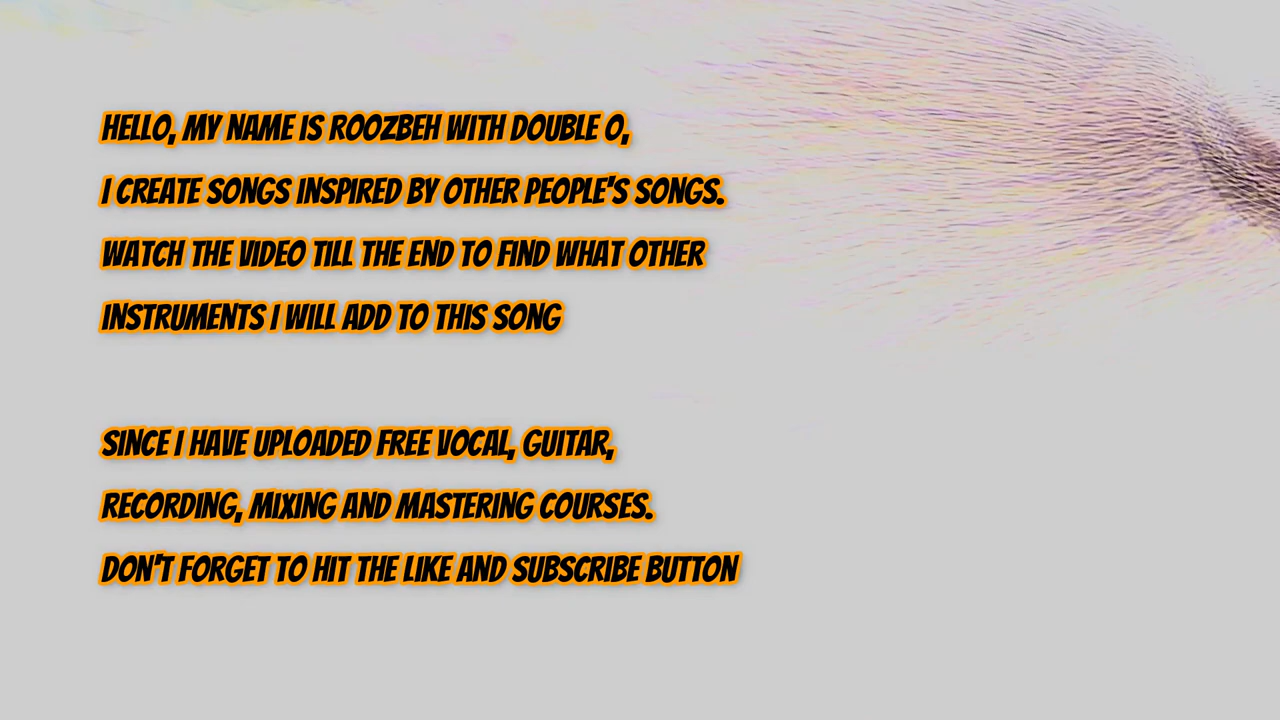 HELLO, MY NAME IS ROOZBEH WITH DOUBLE O,
I CREATE SONGS INSPIRED BY OTHER PEOPLE'S SONGS.
WATCH THE VIDEO TILL THE END TO FIND WHAT OTHER
INSTRUMENTS I WILL ADD TO THIS SONG
SINCE I HAVE UPLOADED FREE VOCAL, GUITAR,
RECORDING, MIXING AND MASTERING COURSES.
DON'T FORGET TO HIT THE LIKE AND SUBSCRIBE BUTTON